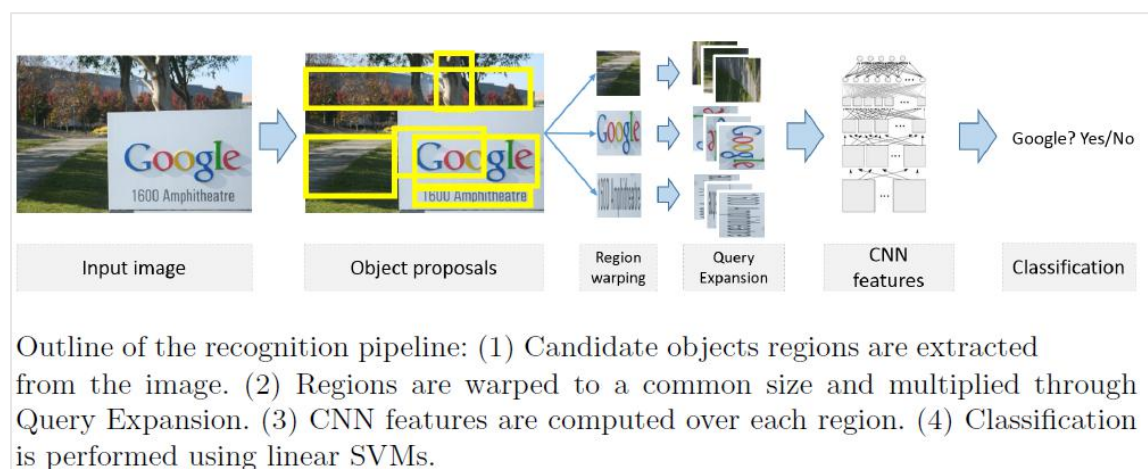 Google
1600 Amphitheatre
Google
1600 Amphitheatre
Google
1600 Amphitheatre
Google
Google? Yes/No
Input image
Object proposals
Region
warping
Query
Expansion
CNN
features
Classification
Outline of the recognition pipeline: (1) Candidate objects regions are extracted
from the image. (2) Regions are warped to a common size and multiplied through
Query Expansion. (3) CNN features are computed over each region. (4) Classification
is performed using linear SVMs.